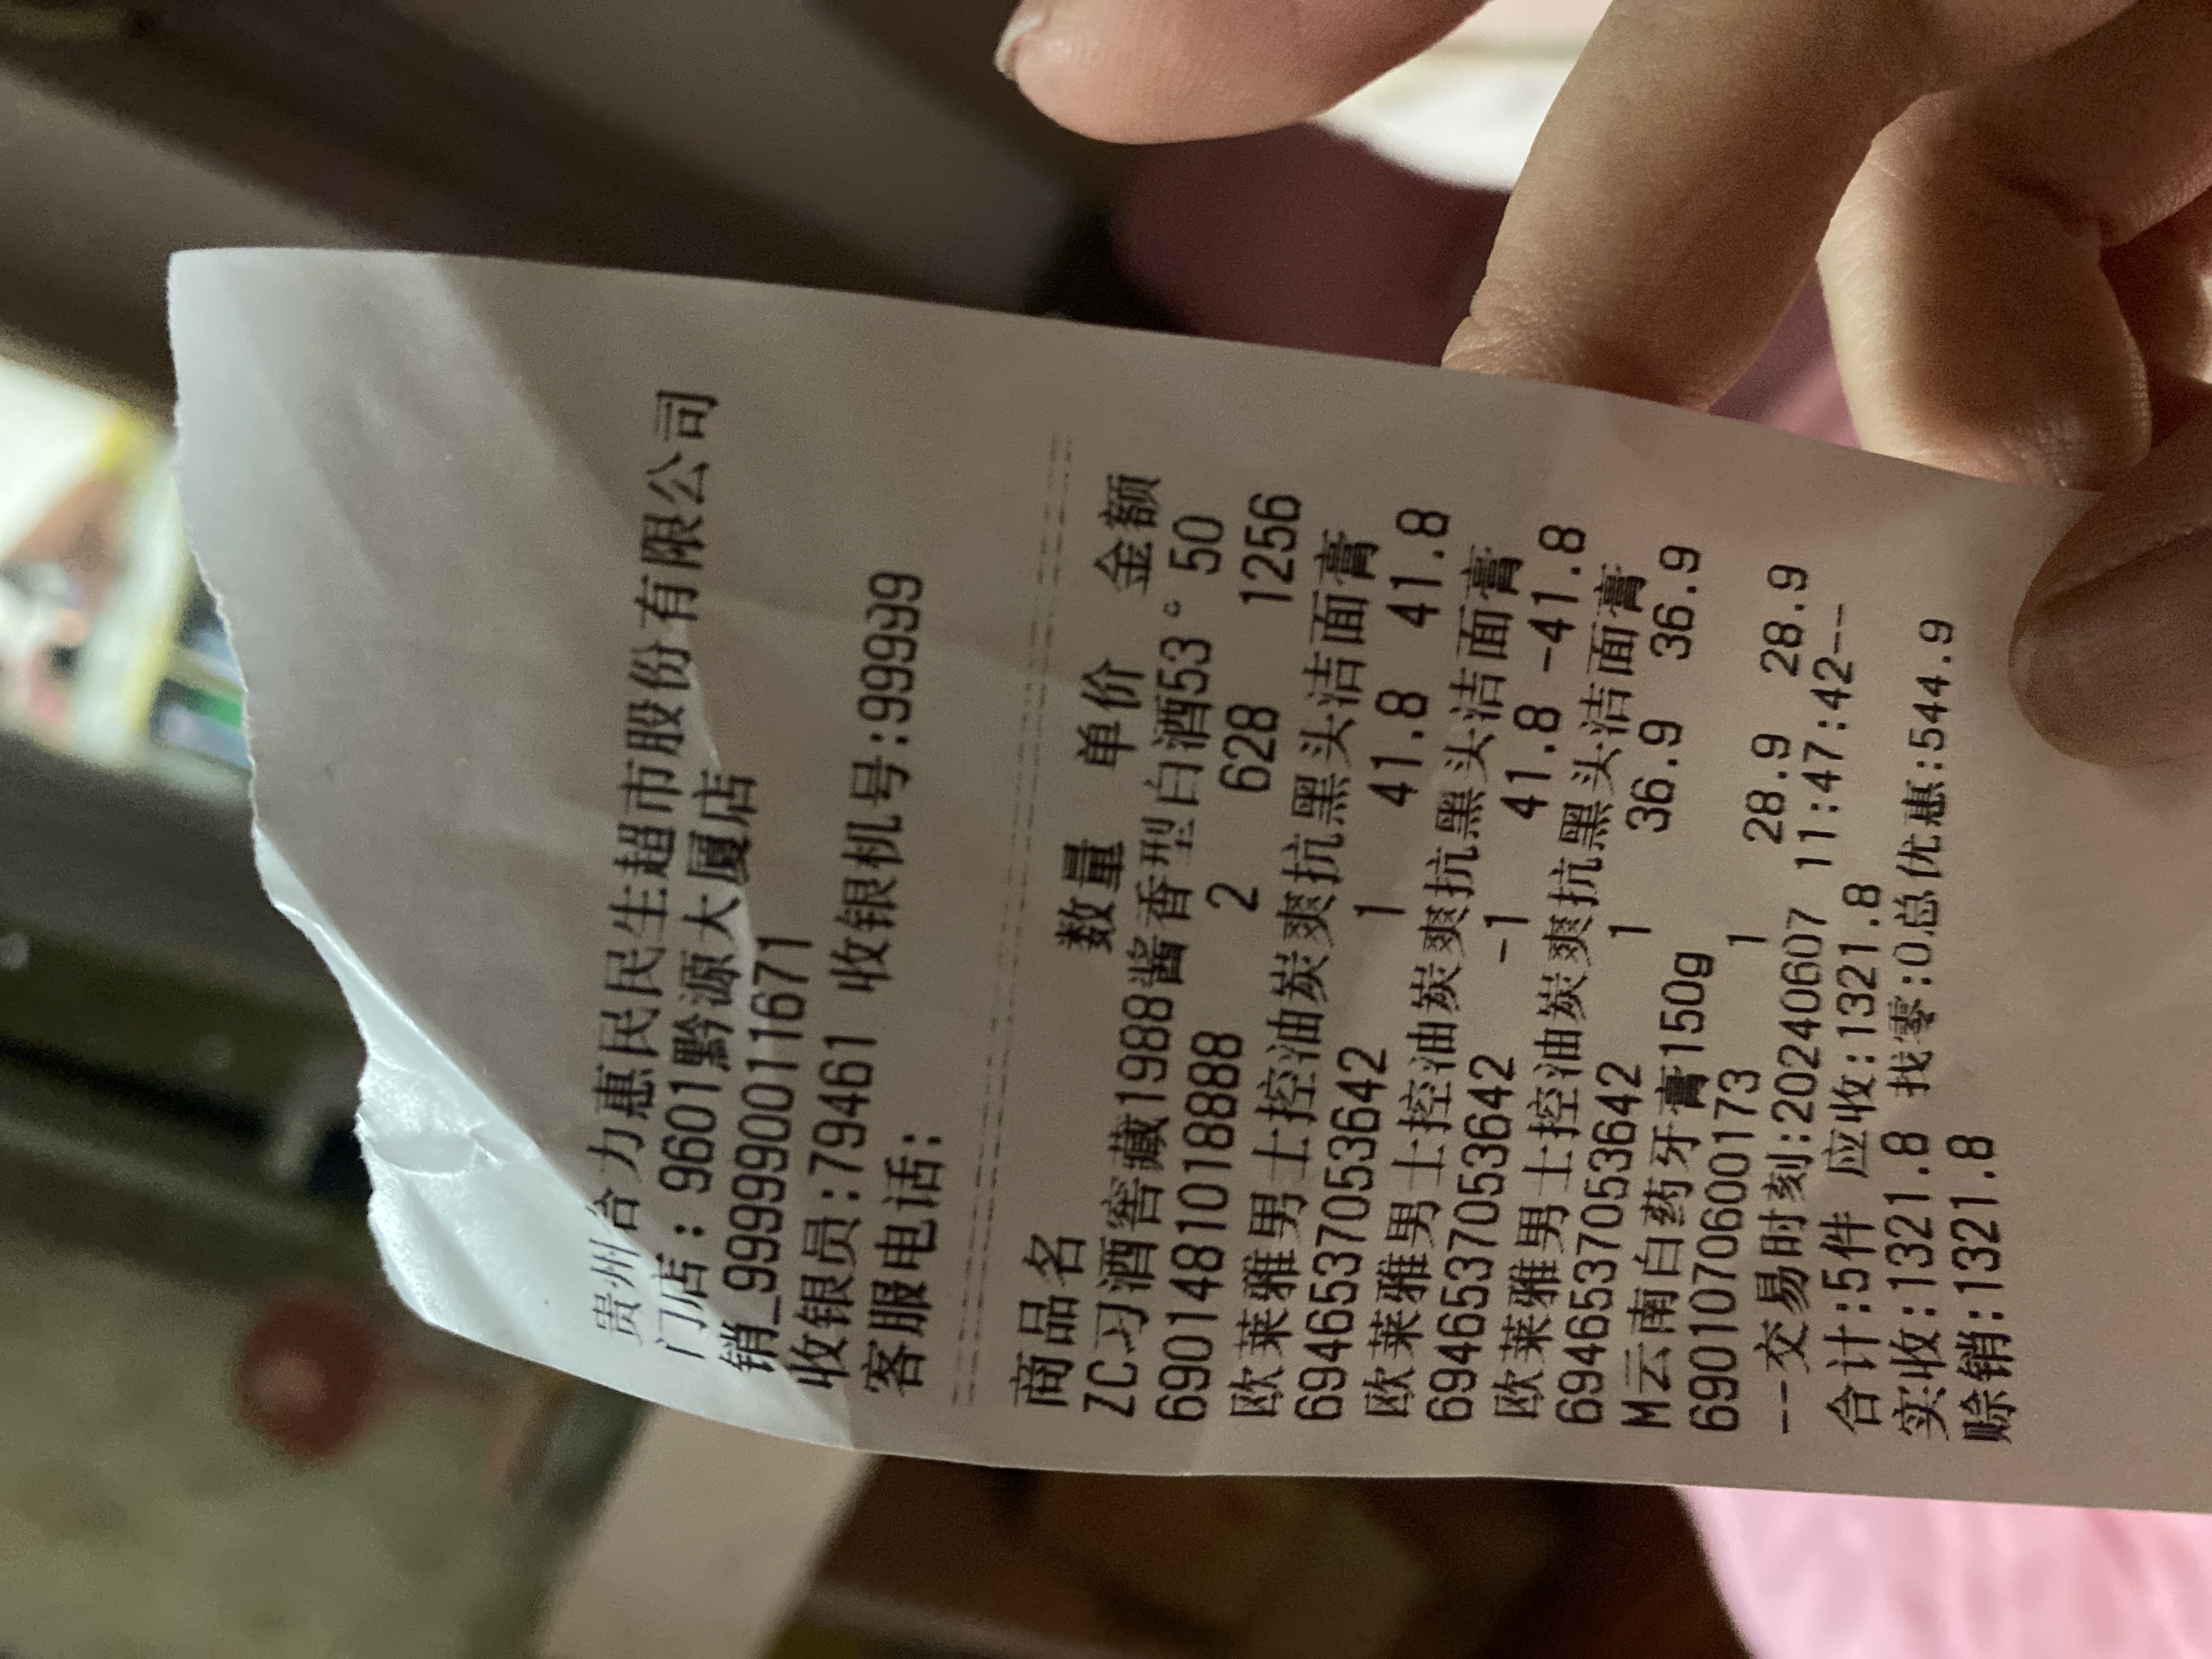 贵州合力惠民民生超市股份有限公司
门店: 9601黔源大厦店
销_9999900011671
收银员:79461 收银机号:99999
客服电话:
商品名 数量 单价 金额
ZC习酒窖藏1988酱香型白酒53°50
6901481018888 2 628 1256
欧莱雅男士控油炭爽抗黑头洁面膏
6946537053642 1 41.8 41.8
欧莱雅男士控油炭爽抗黑头洁面膏
6946537053642 -1 41.8 -41.8
欧莱雅男士控油炭爽抗黑头洁面膏
6946537053642 1 36.9 36.9
M云南白药牙膏150g
6901070600173 1 28.9 28.9
--交易时刻:20240607 11:47:42--
合计:5件 应收:1321.8
实收:1321.8 找零:0总优惠:544.9
赊销:1321.8